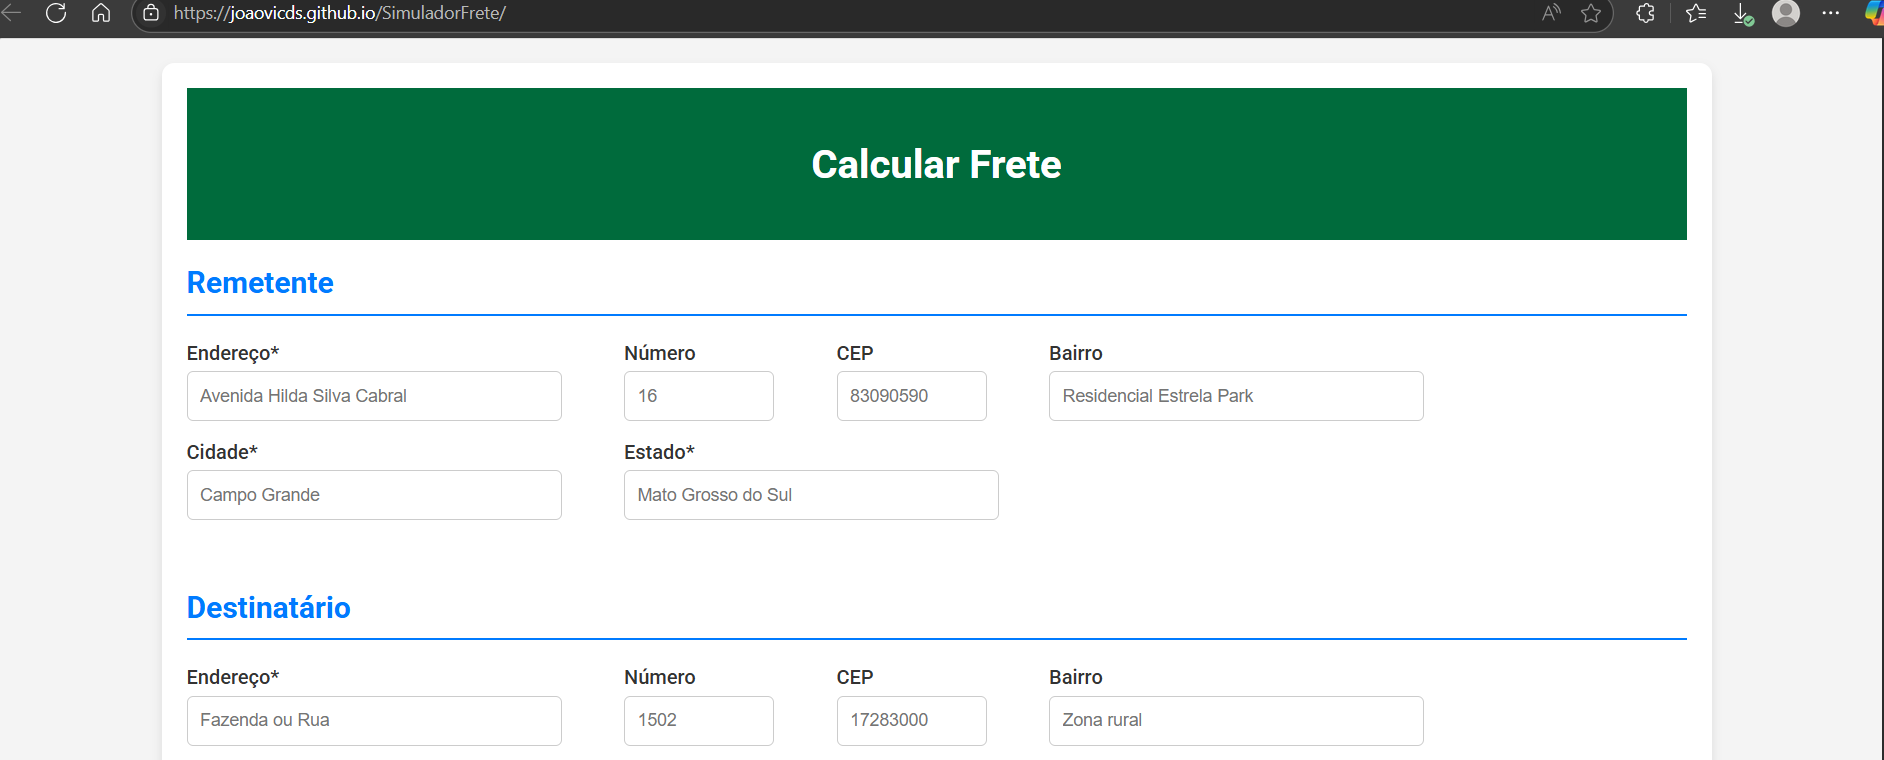 https://joaovicds.github.io/SimuladorFrete/
Calcular Frete
Remetente
Endereço* Número CEP Bairro
Avenida Hilda Silva Cabral 16 83090590 Residencial Estrela Park
Cidade* Estado*
Campo Grande Mato Grosso do Sul
Destinatário
Endereço* Número CEP Bairro
Fazenda ou Rua 1502 17283000 Zona rural